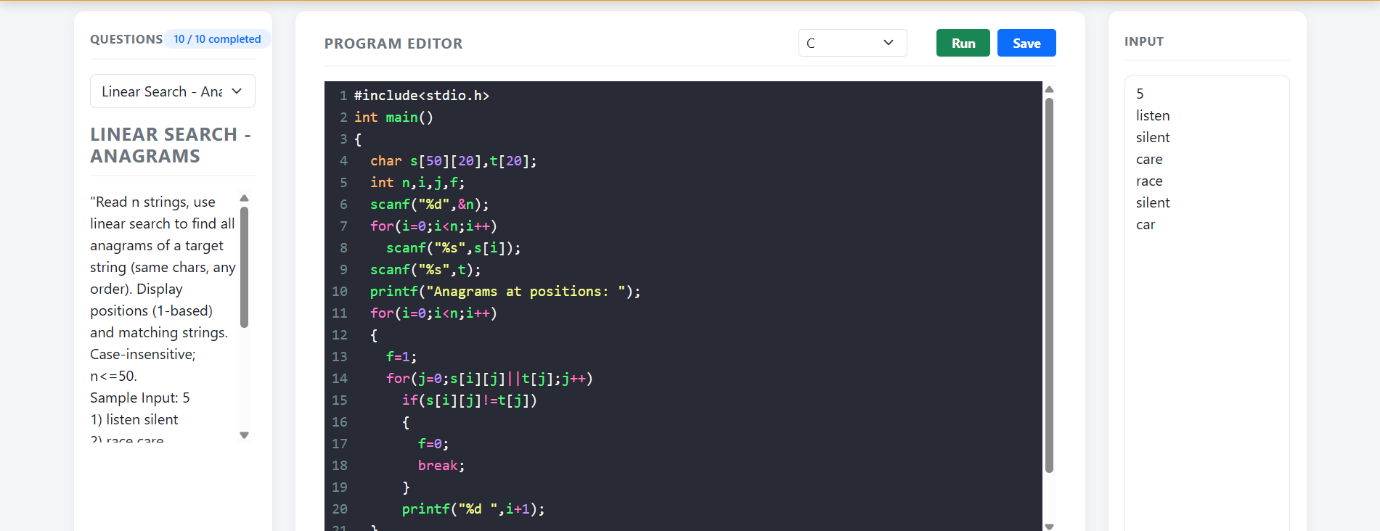 QUESTIONS 10 / 10 completed
Linear Search - Ana
LINEAR SEARCH -
ANAGRAMS
"Read n strings, use
linear search to find all
anagrams of a target
string (same chars, any
order). Display
positions (1-based)
and matching strings.
Case-insensitive;
n<=50.
Sample Input: 5
1) listen silent
2) race care
PROGRAM EDITOR
C
Run
Save
1 #include<stdio.h>
2 int main()
3 {
4   char s[50][20],t[20];
5   int n,i,j,f;
6   scanf("%d",&n);
7   for(i=0;i<n;i++)
8     scanf("%s",s[i]);
9   scanf("%s",t);
10   printf("Anagrams at positions: ");
11   for(i=0;i<n;i++)
12   {
13     f=1;
14     for(j=0;s[i][j]||t[j];j++)
15       if(s[i][j]!=t[j])
16       {
17         f=0;
18         break;
19       }
20       printf("%d ",i+1);
21   }
INPUT
5
listen
silent
care
race
silent
car